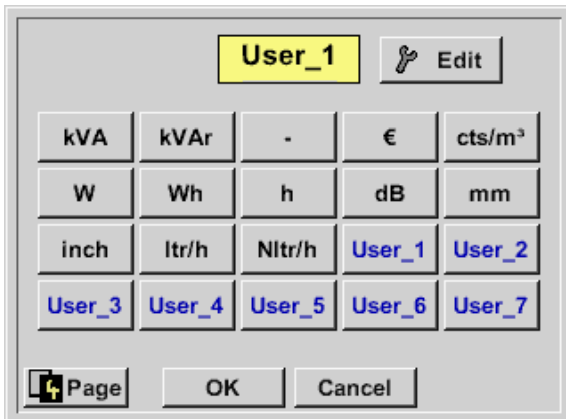 User_1 Edit
kVA kVAr - € cts/m³
W Wh h dB mm
inch ltr/h Nltr/h User_1 User_2
User_3 User_4 User_5 User_6 User_7
Page OK Cancel